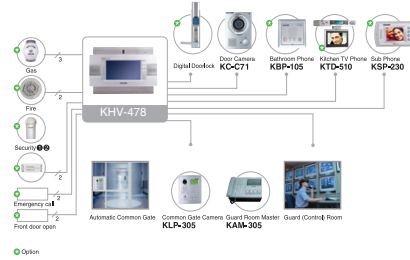 3
Gas
2
Fire
Security❶❷
2
2
Emergency call
2
Front door open
KHV-478
Digital Doorlock
Door Camera
KC-C71
Bathroom Phone
KBP-105
Kitchen TV Phone
KTD-510
Sub Phone
KSP-230
Automatic Common Gate
Common Gate Camera
KLP-305
Guard Room Master
KAM-305
Guard (Control) Room
Option